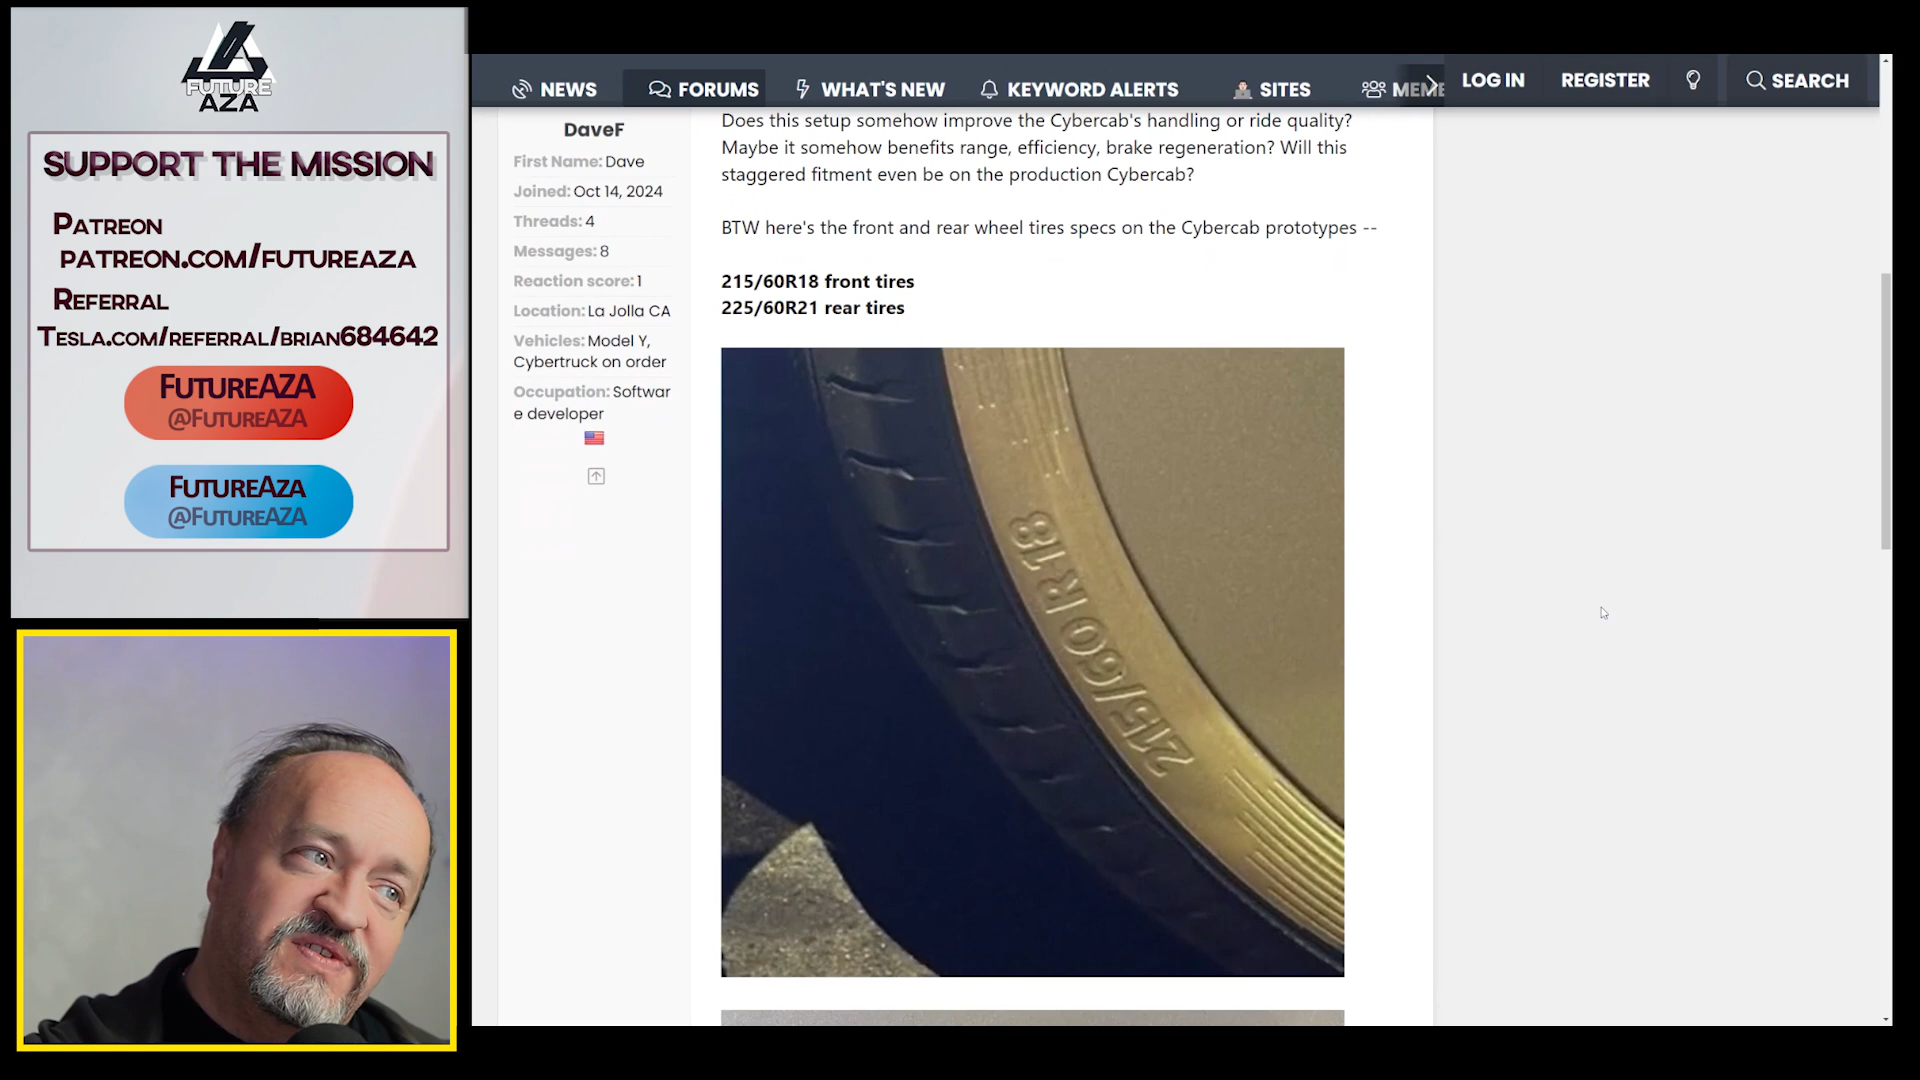 FUTURE
AZA
SUPPORT THE MISSION
PATREON
PATREON.COM/FUTUREAZA
REFERRAL
TESLA.COM/REFERRAL/BRIAN684642
FUTUREAZA
@FUTUREAZA
FUTUREAZA
@FUTUREAZA
NEWS
FORUMS
WHAT'S NEW
KEYWORD ALERTS
SITES
MEME
LOG IN
REGISTER
SEARCH
DaveF
First Name: Dave
Joined: Oct 14, 2024
Threads: 4
Messages: 8
Reaction score: 1
Location: La Jolla CA
Vehicles: Model Y,
Cybertruck on order
Occupation: Softwar
e developer
Does this setup somehow improve the Cybercab's handling or ride quality?
Maybe it somehow benefits range, efficiency, brake regeneration? Will this
staggered fitment even be on the production Cybercab?
BTW here's the front and rear wheel tires specs on the Cybercab prototypes --
215/60R18 front tires
225/60R21 rear tires
215/60 R 18